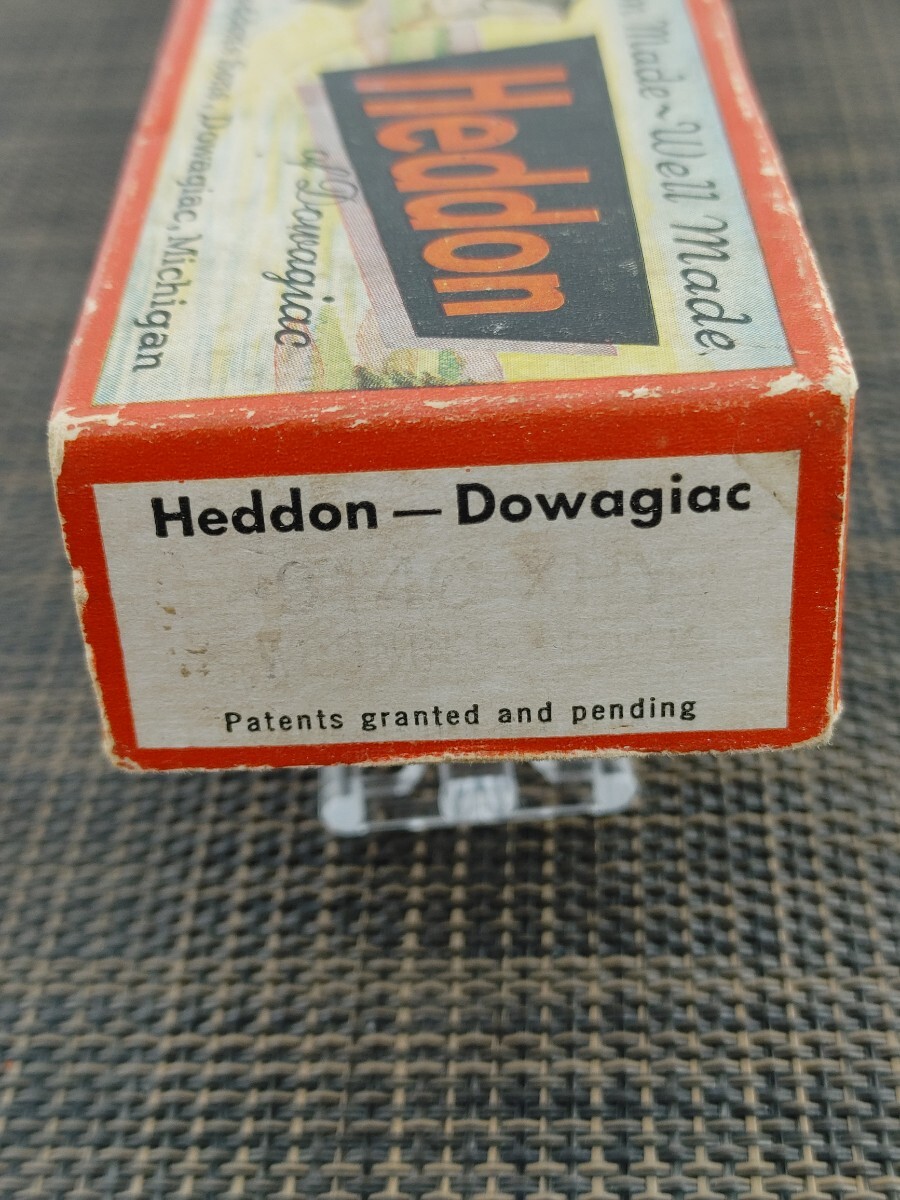 Made~Well Made.
Heddon
of Dowagiac
Dowagiac, Michigan
Heddon — Dowagiac
Patents granted and pending